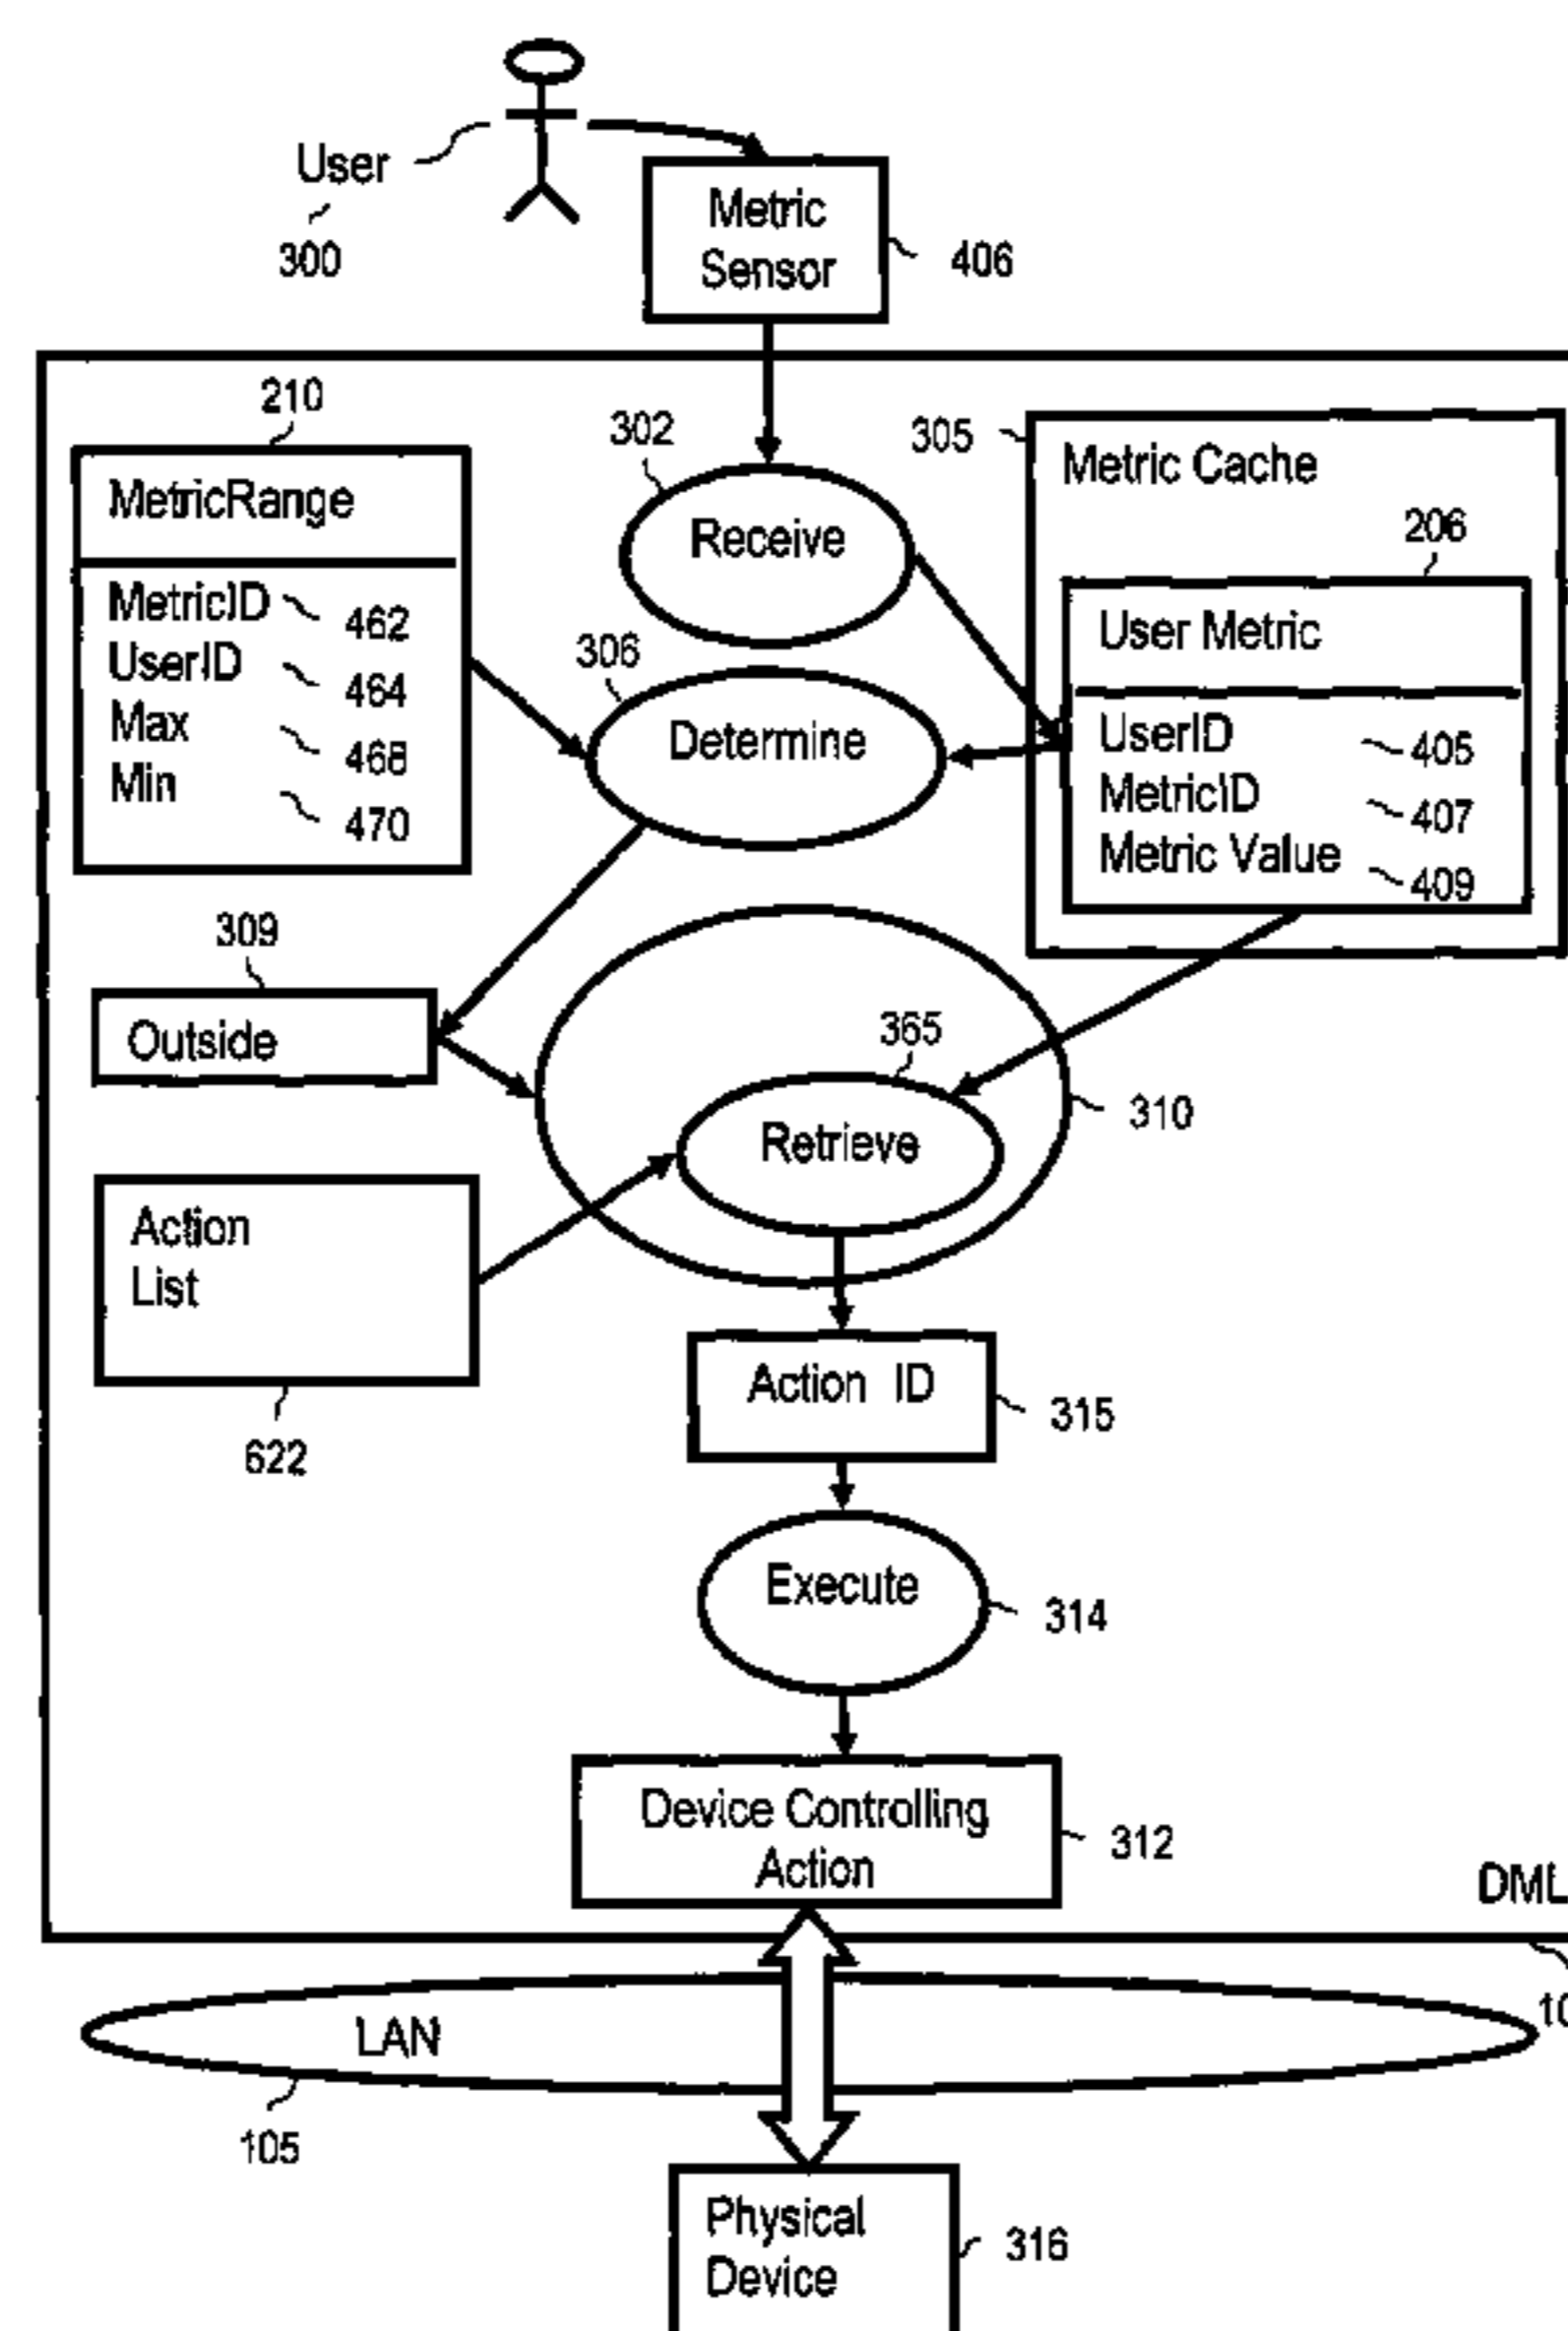 User
300
Metric
Sensor
406
210
MetricRange
MetricID
462
UserID
464
Max
468
Min
470
302
Receive
305
Metric Cache
206
User Metric
UserID
405
MetricID
407
Metric Value
409
306
Determine
309
Outside
365
Retrieve
310
Action
List
622
Action ID
315
Execute
314
Device Controlling
Action
312
DML
10
LAN
105
Physical
Device
316